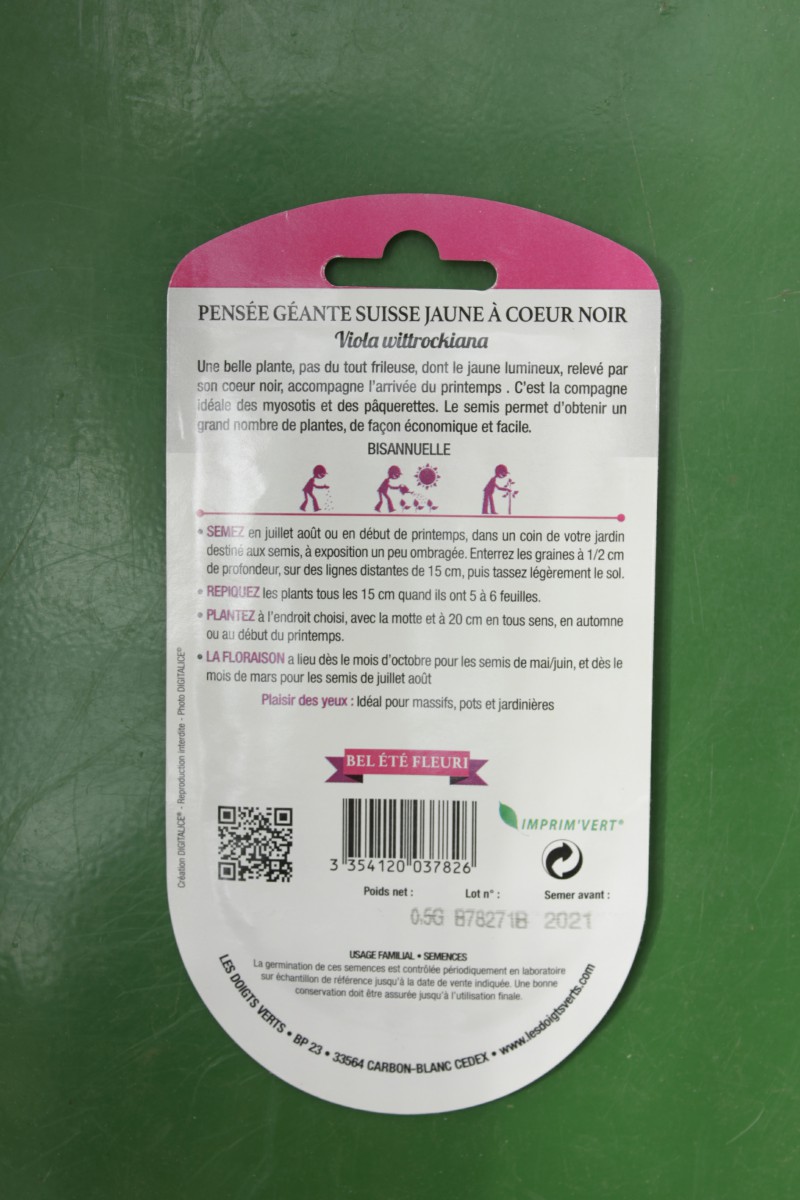 PENSÉE GÉANTE SUISSE JAUNE À COEUR NOIR
Viola wittrockiana
Une belle plante, pas du tout frileuse, dont le jaune lumineux, relevé par
son coeur noir, accompagne l'arrivée du printemps . C'est la compagne
idéale des myosotis et des pâquerettes. Le semis permet d'obtenir un
grand nombre de plantes, de façon économique et facile.
BISANNUELLE
• SEMEZ en juillet août ou en début de printemps, dans un coin de votre jardin
destiné aux semis, à exposition un peu ombragée. Enterrez les graines à 1/2 cm
de profondeur, sur des lignes distantes de 15 cm, puis tassez légèrement le sol.
• REPIQUEZ les plants tous les 15 cm quand ils ont 5 à 6 feuilles.
• PLANTEZ à l'endroit choisi, avec la motte et à 20 cm en tous sens, en automne
ou au début du printemps.
• LA FLORAISON a lieu dès le mois d'octobre pour les semis de mai/juin, et dès le
mois de mars pour les semis de juillet août
Plaisir des yeux : Idéal pour massifs, pots et jardinières
Création DIGITALICE® - Reproduction interdite - Photo DIGITALICE®
BEL ÉTÉ FLEURI
IMPRIM'VERT®
3 354120 037826
Poids net : Lot n° : Semer avant :
0.5G B78271B 2021
USAGE FAMILIAL • SEMENCES
La germination de ces semences est contrôlée périodiquement en laboratoire
sur échantillon de référence jusqu'à la date de vente indiquée. Une bonne
conservation doit être assurée jusqu'à l'utilisation finale.
LES DOIGTS VERTS • BP 23 • 33564 CARBON-BLANC CEDEX • www.lesdoigtsverts.com